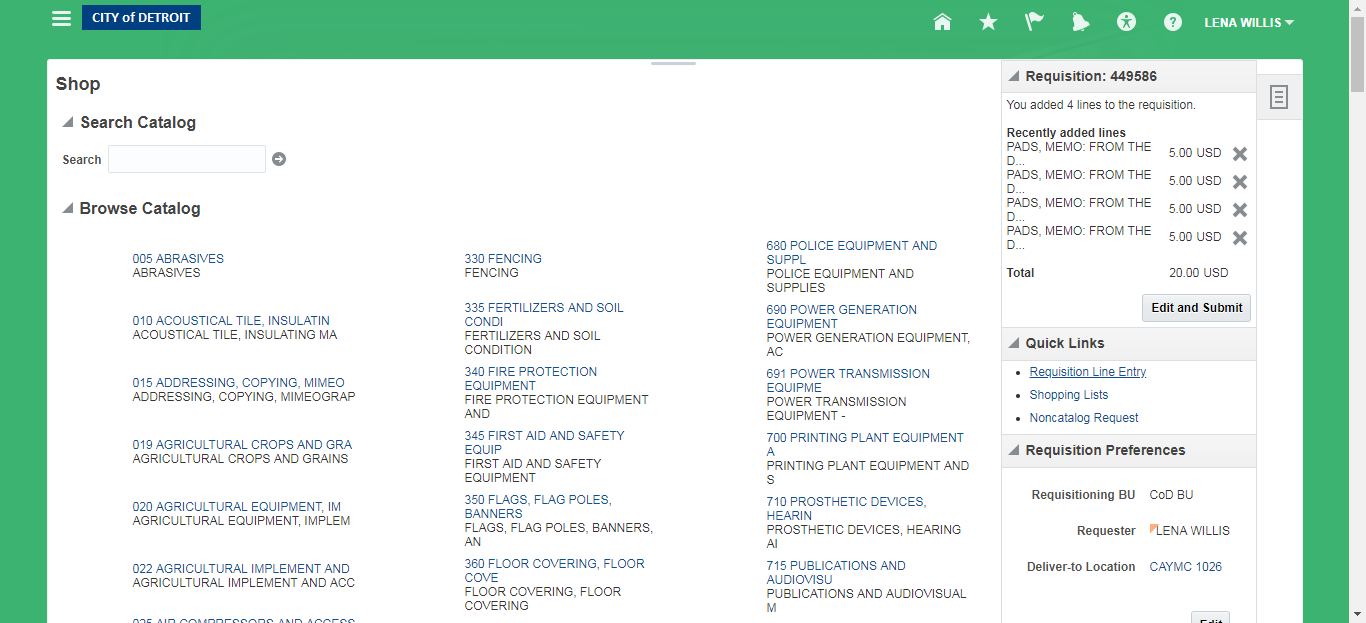 CITY of DETROIT
LENA WILLIS
Shop
Search Catalog
Search
Browse Catalog
005 ABRASIVES
ABRASIVES
010 ACOUSTICAL TILE, INSULATIN
ACOUSTICAL TILE, INSULATING MA
015 ADDRESSING, COPYING, MIMEO
ADDRESSING, COPYING, MIMEOGRAP
019 AGRICULTURAL CROPS AND GRA
AGRICULTURAL CROPS AND GRAINS
020 AGRICULTURAL EQUIPMENT, IM
AGRICULTURAL EQUIPMENT, IMPLEM
022 AGRICULTURAL IMPLEMENT AND
AGRICULTURAL IMPLEMENT AND ACC
025 AIR COMPRESSORS AND ACCESS
330 FENCING
FENCING
335 FERTILIZERS AND SOIL
CONDI
FERTILIZERS AND SOIL
CONDITION
340 FIRE PROTECTION
EQUIPMENT
FIRE PROTECTION EQUIPMENT
AND
345 FIRST AID AND SAFETY
EQUIP
FIRST AID AND SAFETY
EQUIPMENT
350 FLAGS, FLAG POLES,
BANNERS
FLAGS, FLAG POLES, BANNERS,
AN
360 FLOOR COVERING, FLOOR
COVE
FLOOR COVERING, FLOOR
COVERING
680 POLICE EQUIPMENT AND
SUPPL
POLICE EQUIPMENT AND
SUPPLIES
690 POWER GENERATION
EQUIPMENT
POWER GENERATION EQUIPMENT,
AC
691 POWER TRANSMISSION
EQUIPME
POWER TRANSMISSION
EQUIPMENT -
700 PRINTING PLANT EQUIPMENT
A
PRINTING PLANT EQUIPMENT AND
S
710 PROSTHETIC DEVICES,
HEARIN
PROSTHETIC DEVICES, HEARING
AI
715 PUBLICATIONS AND
AUDIOVISU
PUBLICATIONS AND AUDIOVISUAL
M
Requisition: 449586
You added 4 lines to the requisition.
Recently added lines
PADS, MEMO: FROM THE
D... 5.00 USD
PADS, MEMO: FROM THE
D... 5.00 USD
PADS, MEMO: FROM THE
D... 5.00 USD
PADS, MEMO: FROM THE
D... 5.00 USD
Total 20.00 USD
Edit and Submit
Quick Links
Requisition Line Entry
Shopping Lists
Noncatalog Request
Requisition Preferences
Requisitioning BU CoD BU
Requester LENA WILLIS
Deliver-to Location CAYMC 1026
Edit